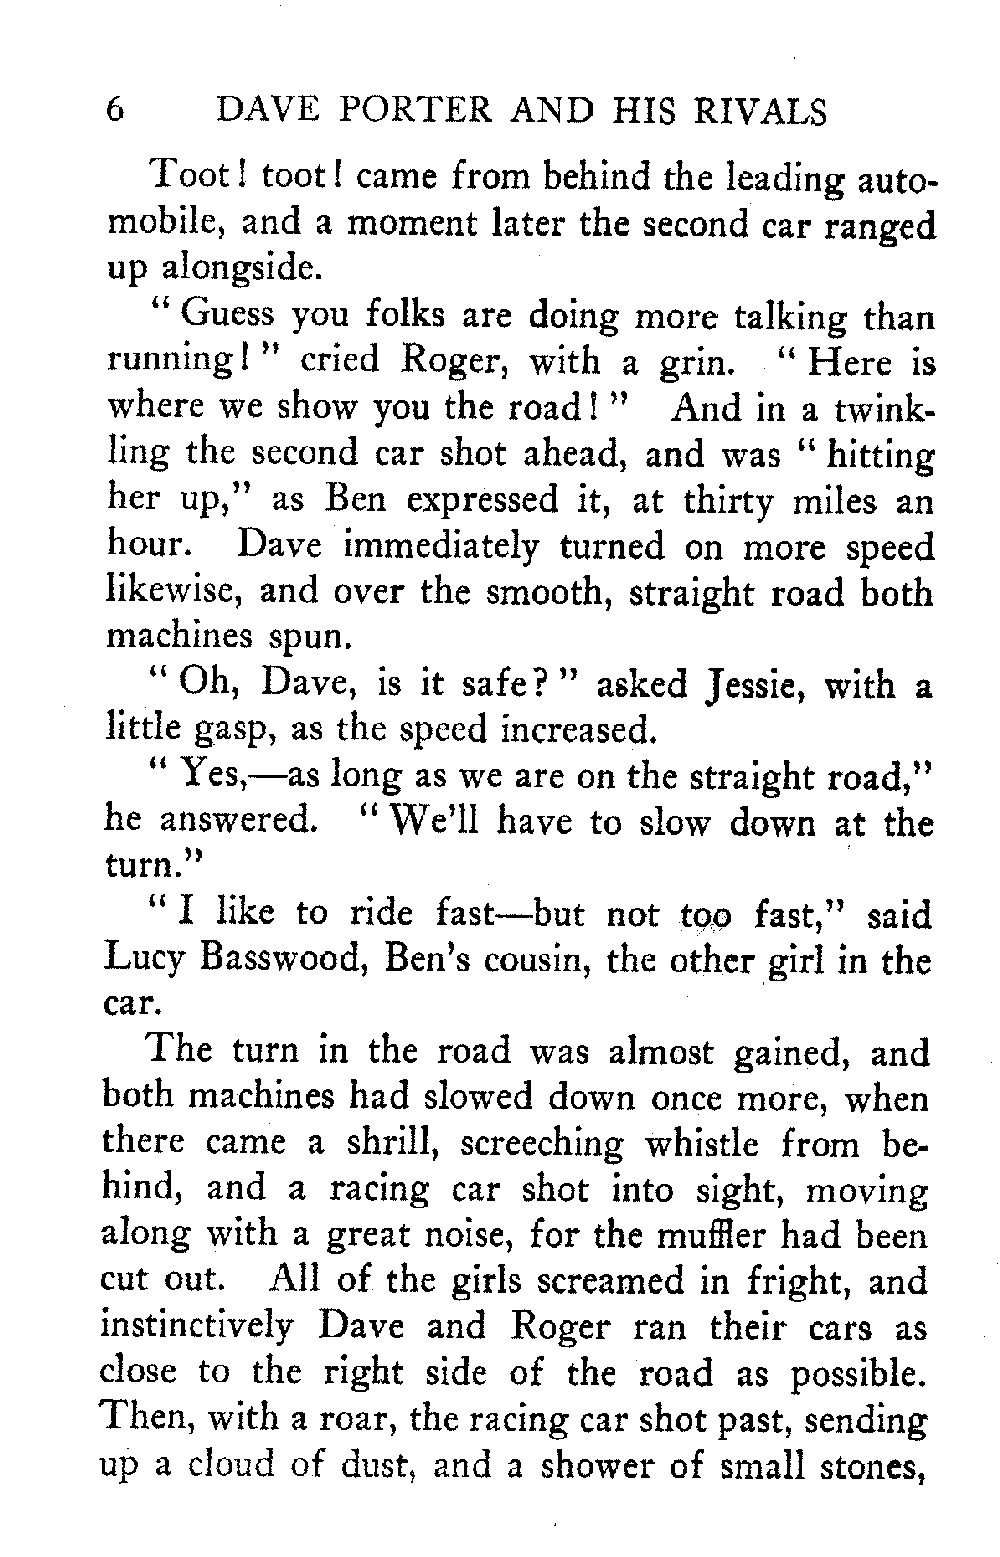 6 DAVE PORTER AND HIS RIVALS
Toot! toot! came from behind the leading auto-
mobile, and a moment later the second car ranged
up alongside.
" Guess you folks are doing more talking than
running!" cried Roger, with a grin. " Here is
where we show you the road!" And in a twink-
ling the second car shot ahead, and was " hitting
her up," as Ben expressed it, at thirty miles an
hour. Dave immediately turned on more speed
likewise, and over the smooth, straight road both
machines spun.
" Oh, Dave, is it safe?" asked Jessie, with a
little gasp, as the speed increased.
" Yes,—as long as we are on the straight road,"
he answered. " We'll have to slow down at the
turn."
" I like to ride fast—but not too fast," said
Lucy Basswood, Ben's cousin, the other girl in the
car.
The turn in the road was almost gained, and
both machines had slowed down once more, when
there came a shrill, screeching whistle from be-
hind, and a racing car shot into sight, moving
along with a great noise, for the muffler had been
cut out. All of the girls screamed in fright, and
instinctively Dave and Roger ran their cars as
close to the right side of the road as possible.
Then, with a roar, the racing car shot past, sending
up a cloud of dust, and a shower of small stones,